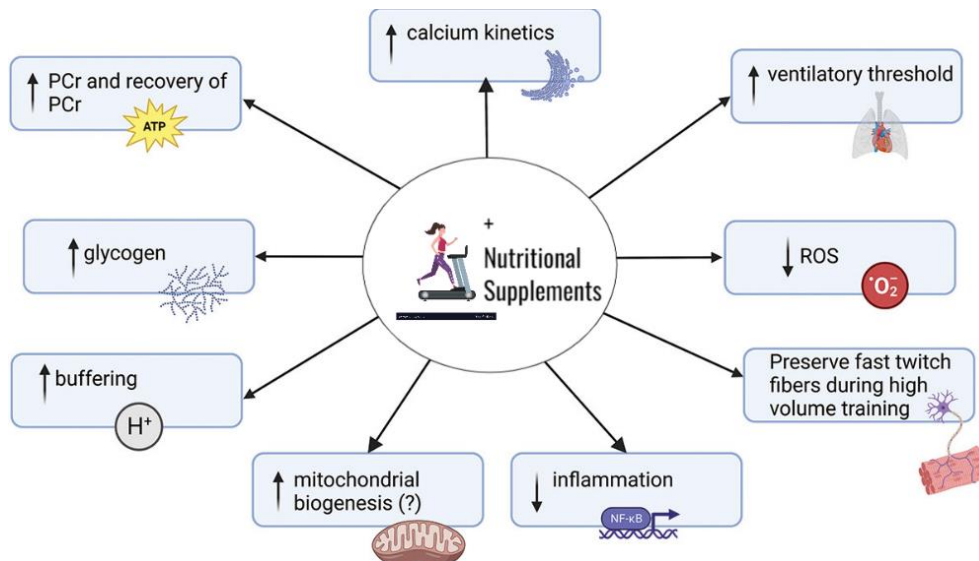 ↑ calcium kinetics
↑ PCr and recovery of
PCr
ATP
↑ ventilatory threshold
+
Nutritional
Supplements
↑ glycogen
↓ ROS
•O₂⁻
↑ buffering
H⁺
Preserve fast twitch
fibers during high
volume training
↑ mitochondrial
biogenesis (?)
↓ inflammation
NF-κB